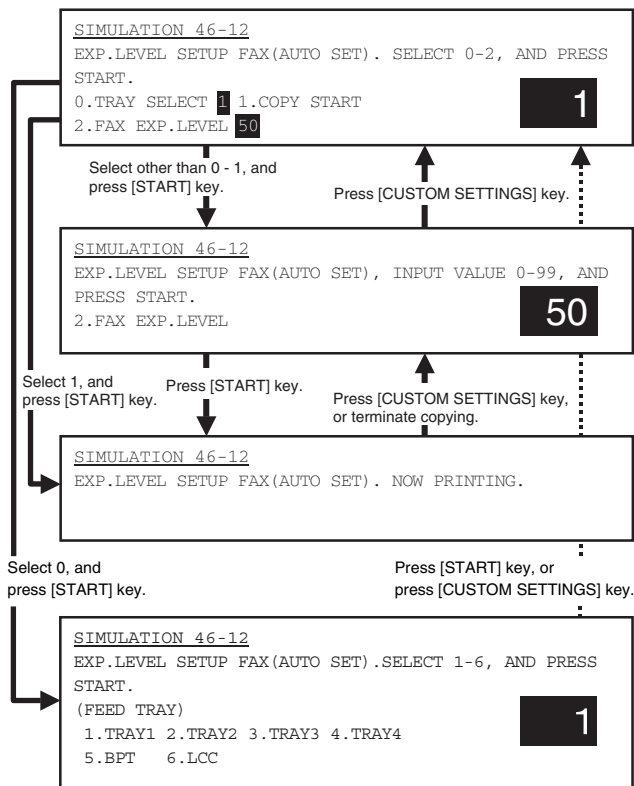 SIMULATION 46-12
EXP.LEVEL SETUP FAX(AUTO SET). SELECT 0-2, AND PRESS
START.
0.TRAY SELECT 1 1.COPY START
2.FAX EXP.LEVEL 50
1
Select other than 0 - 1, and
press [START] key.
Press [CUSTOM SETTINGS] key.
SIMULATION 46-12
EXP.LEVEL SETUP FAX(AUTO SET), INPUT VALUE 0-99, AND
PRESS START.
2.FAX EXP.LEVEL
50
Select 1, and
press [START] key.
Press [START] key.
Press [CUSTOM SETTINGS] key,
or terminate copying.
SIMULATION 46-12
EXP.LEVEL SETUP FAX(AUTO SET). NOW PRINTING.
Select 0, and
press [START] key.
Press [START] key, or
press [CUSTOM SETTINGS] key.
SIMULATION 46-12
EXP.LEVEL SETUP FAX(AUTO SET).SELECT 1-6, AND PRESS
START.
(FEED TRAY)
1.TRAY1 2.TRAY2 3.TRAY3 4.TRAY4
5.BPT 6.LCC
1